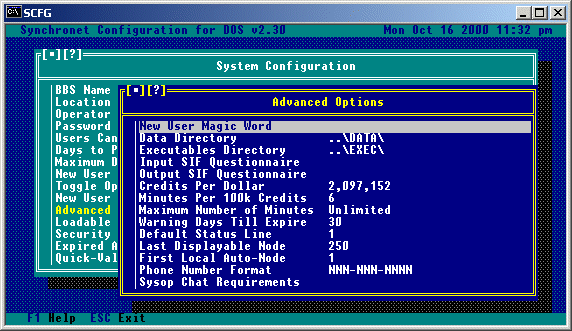 SCFG
Synchronet Configuration for DOS v2.30 Mon Oct 16 2000 11:32 pm
[■][?]
System Configuration
BBS Name
[■][?]
Location
Advanced Options
Operator
Password
New User Magic Word
Users Can
Data Directory ..\DATA\
Days to P
Executables Directory ..\EXEC\
Maximum D
Input SIF Questionnaire
New User
Output SIF Questionnaire
Toggle Op
Credits Per Dollar 2,097,152
New User
Minutes Per 100k Credits 6
Advanced
Maximum Number of Minutes Unlimited
Loadable
Warning Days Till Expire 30
Security
Default Status Line 1
Expired A
Last Displayable Node 250
Quick-Val
First Local Auto-Node 1
Phone Number Format NNN-NNN-NNNN
Sysop Chat Requirements
F1 Help ESC Exit